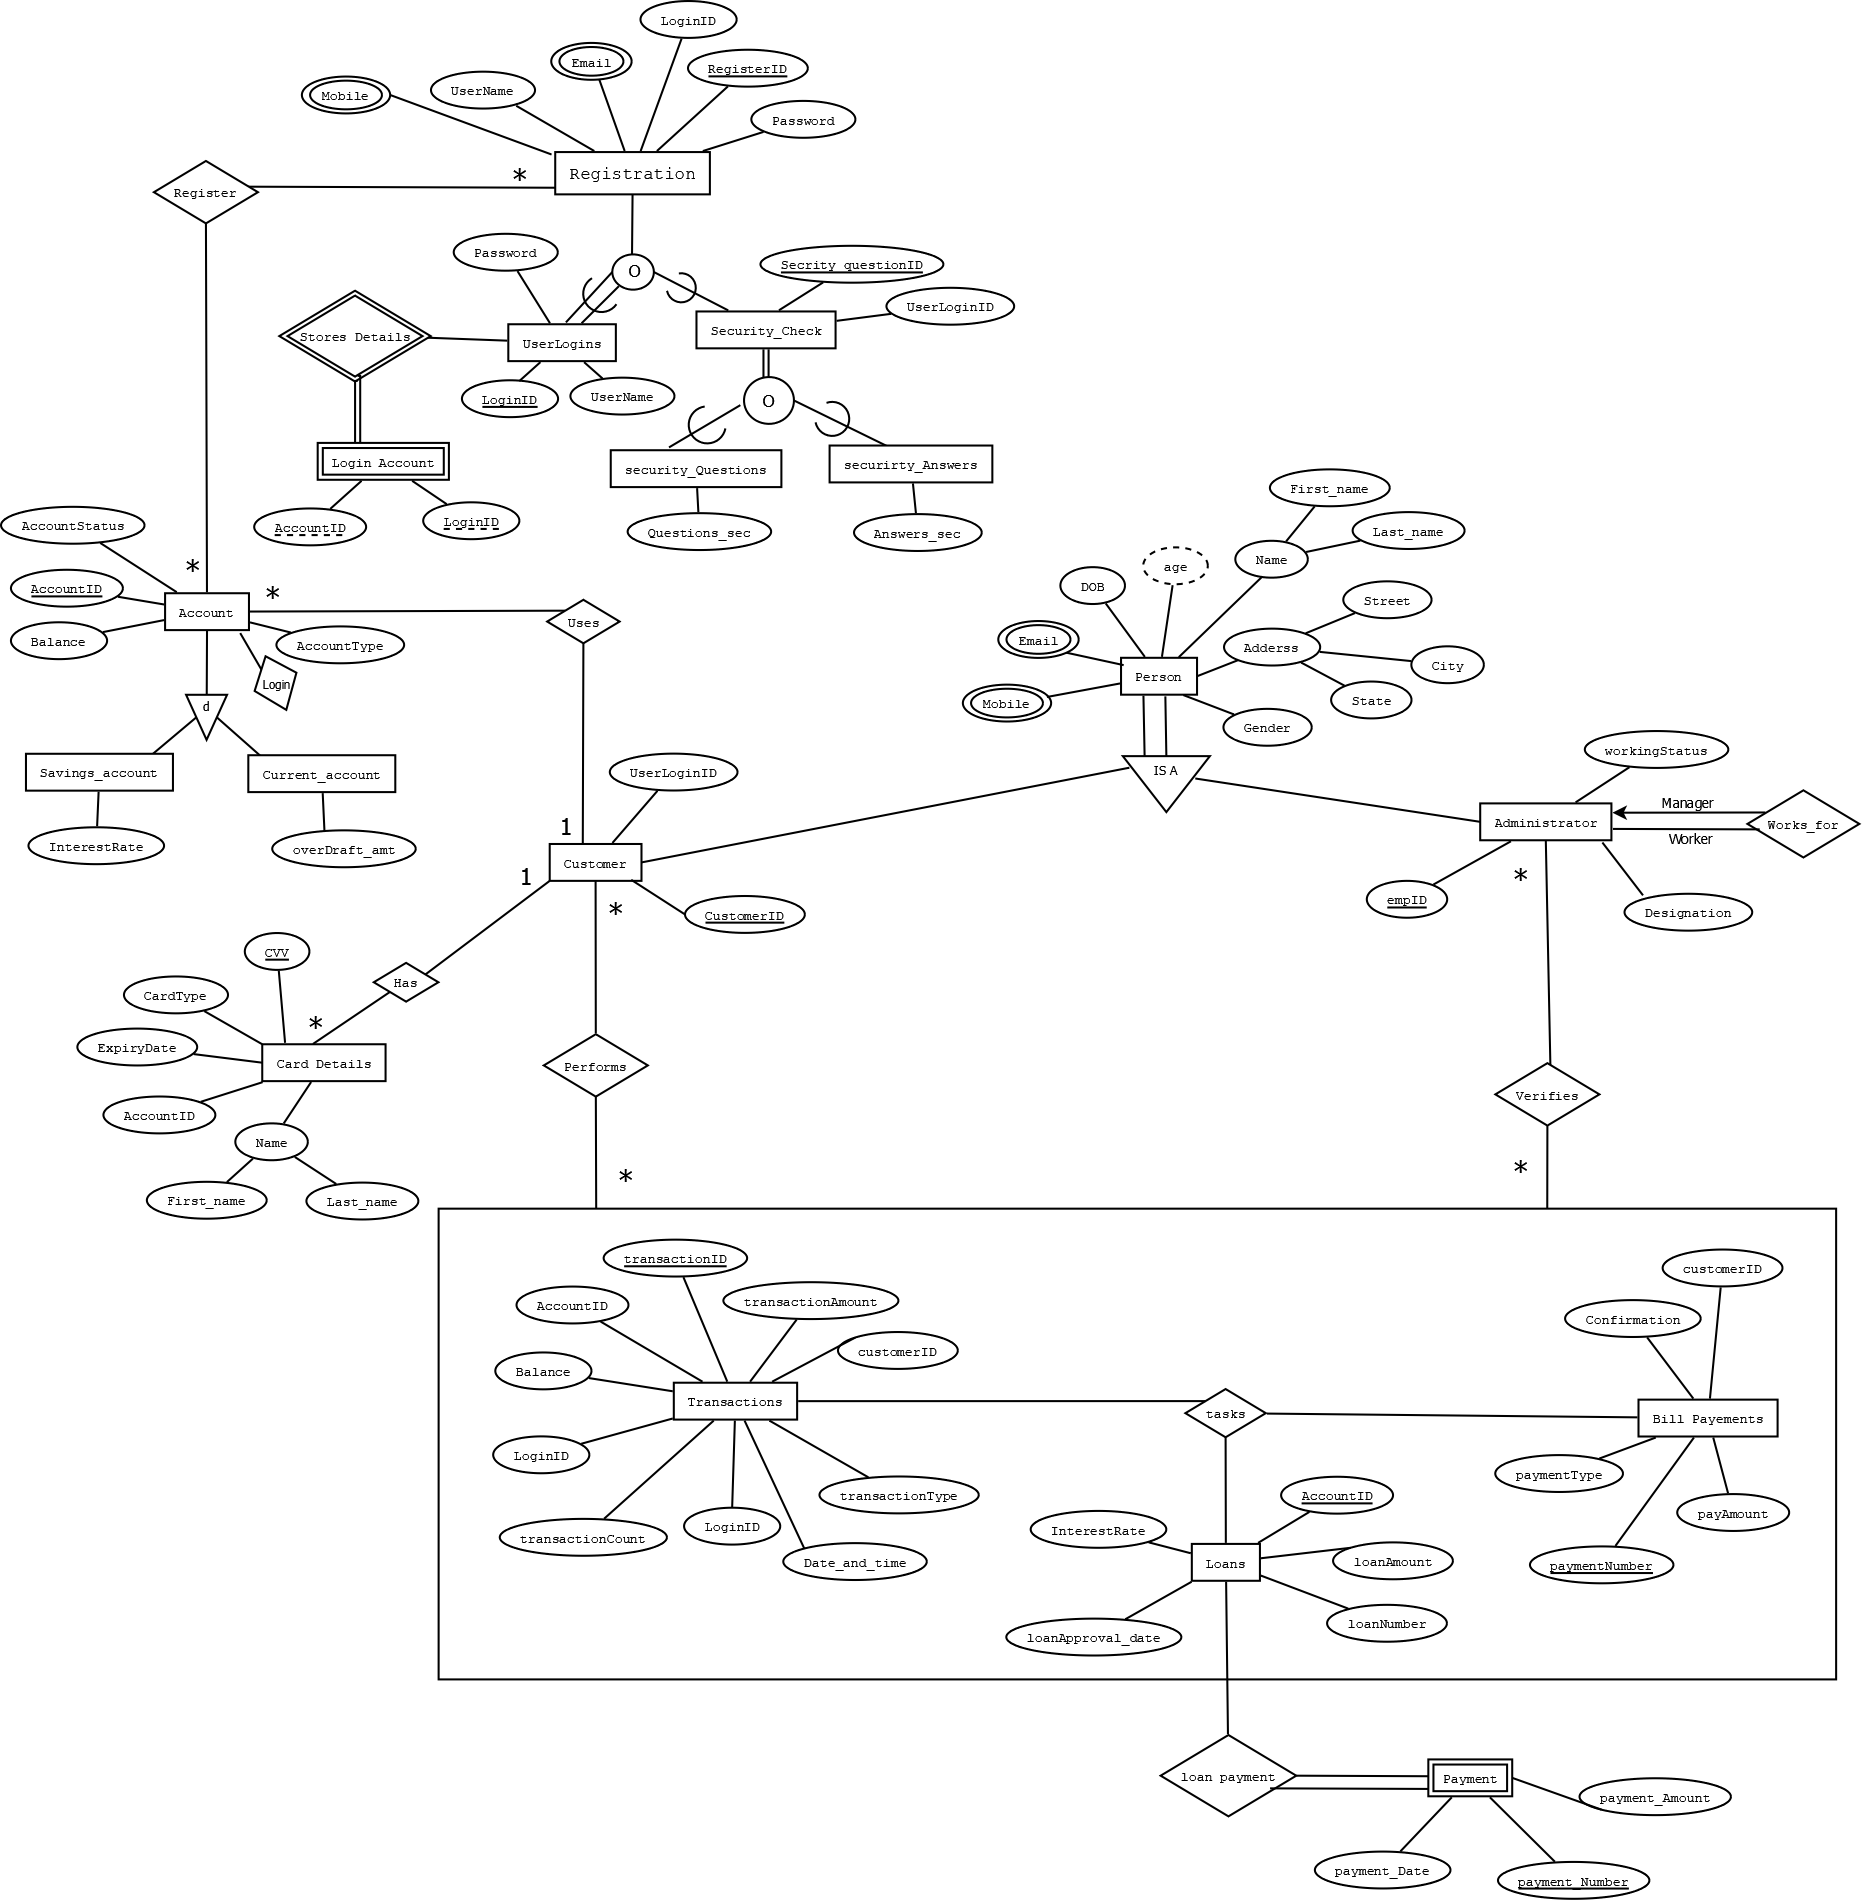 LoginID
Email
RegisterID
Mobile
UserName
Password
Registration
Register
*
Password
O
Secrity_questionID
UserLoginID
Stores Details
UserLogins
Security_Check
LoginID
UserName
O
Login Account
security_Questions
securirty_Answers
AccountID
LoginID
Questions_sec
Answers_sec
First_name
Last_name
Name
age
DOB
Street
Email
Adderss
City
Person
Mobile
State
Gender
ISA
AccountStatus
*
*
AccountID
Account
Uses
Balance
AccountType
Login
d
Savings_account
Current_account
InterestRate
overDraft_amt
UserLoginID
1
Customer
1
*
CustomerID
workingStatus
Manager
Administrator
Works_for
Worker
*
empID
Designation
CVV
CardType
Has
*
ExpiryDate
Card Details
AccountID
Name
First_name
Last_name
Performs
*
Verifies
*
transactionID
AccountID
transactionAmount
customerID
Balance
Transactions
LoginID
transactionCount
LoginID
transactionType
Date_and_time
tasks
customerID
Confirmation
Bill Payements
paymentType
payAmount
paymentNumber
AccountID
InterestRate
Loans
loanAmount
loanNumber
loanApproval_date
loan payment
Payment
payment_Amount
payment_Date
payment_Number